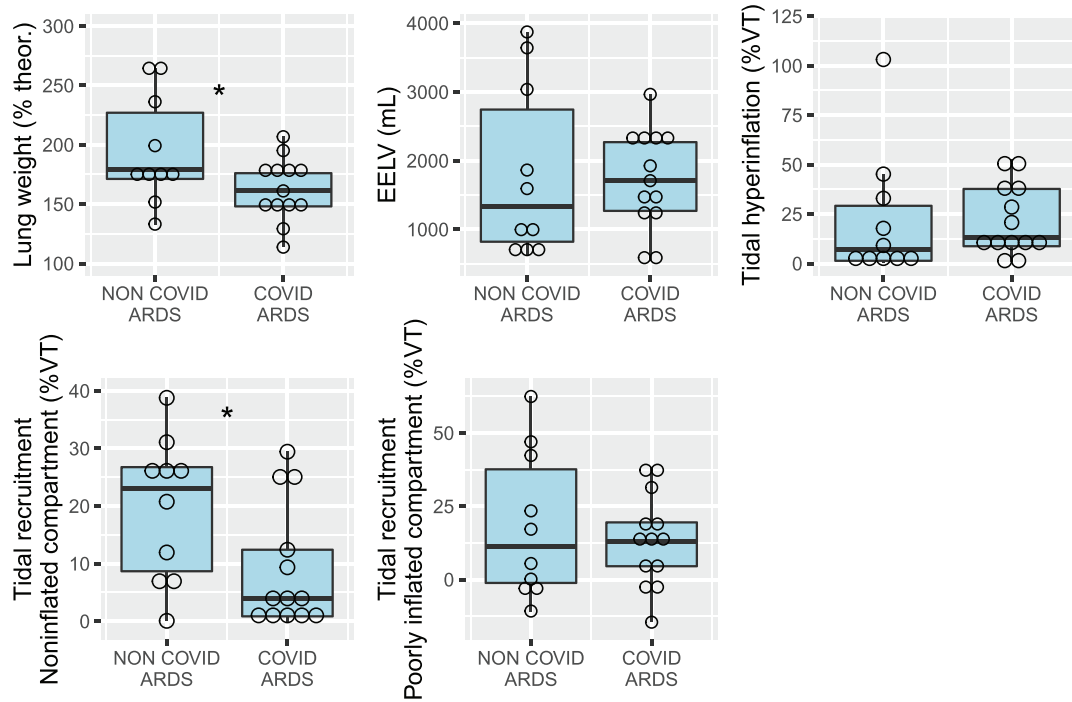 Lung weight (% theor.)
300
250
200
150
100
*
NON COVID
ARDS
COVID
ARDS
EELV (mL)
4000
3000
2000
1000
NON COVID
ARDS
COVID
ARDS
Tidal hyperinflation (%VT)
125
100
75
50
25
0
NON COVID
ARDS
COVID
ARDS
Tidal recruitment
Noninflated compartment (%VT)
40
30
20
10
0
*
NON COVID
ARDS
COVID
ARDS
Tidal recruitment
Poorly inflated compartment (%VT)
50
25
0
NON COVID
ARDS
COVID
ARDS